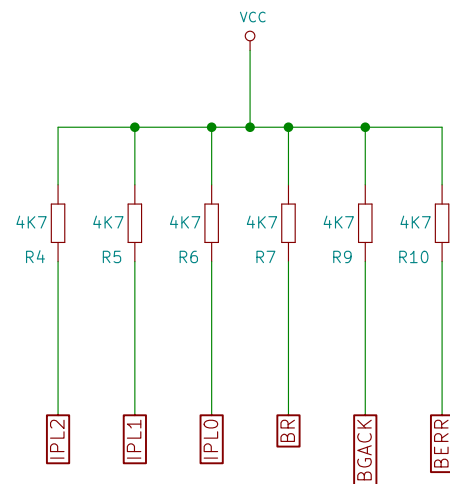 VCC
4K7 4K7 4K7 4K7 4K7 4K7
R4 R5 R6 R7 R9 R10
IPL2 IPL1 IPL0 BR BGACK BERR